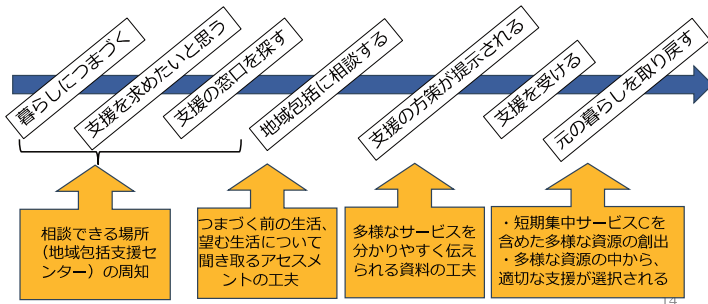 暮らしにつまづく
支援を求めたいと思う
支援の窓口を探す
地域包括に相談する
支援の方策が提示される
支援を受ける
元の暮らしを取り戻す
相談できる場所
（地域包括支援セ
ンター）の周知
つまづく前の生活、
望む生活について
聞き取るアセスメ
ントの工夫
多様なサービスを
分かりやすく伝え
られる資料の工夫
・短期集中サービスCを
含めた多様な資源の創出
・多様な資源の中から、
適切な支援が選択される
14